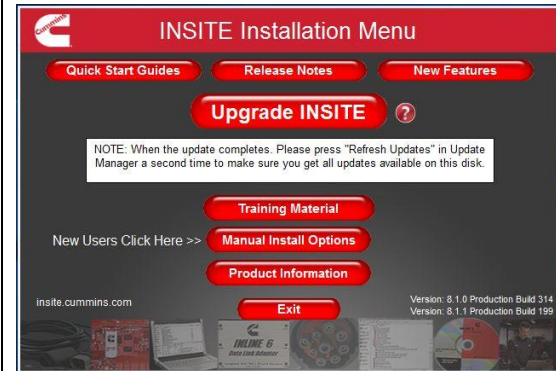 Cummins
INSITE Installation Menu
Quick Start Guides
Release Notes
New Features
Upgrade INSITE
?
NOTE: When the update completes. Please press "Refresh Updates" in Update
Manager a second time to make sure you get all updates available on this disk.
Training Material
New Users Click Here >>
Manual Install Options
Product Information
insite.cummins.com
Exit
Version: 8.1.0 Production Build 314
Version: 8.1.1 Production Build 199
INLINE 6
Data Link Adapter